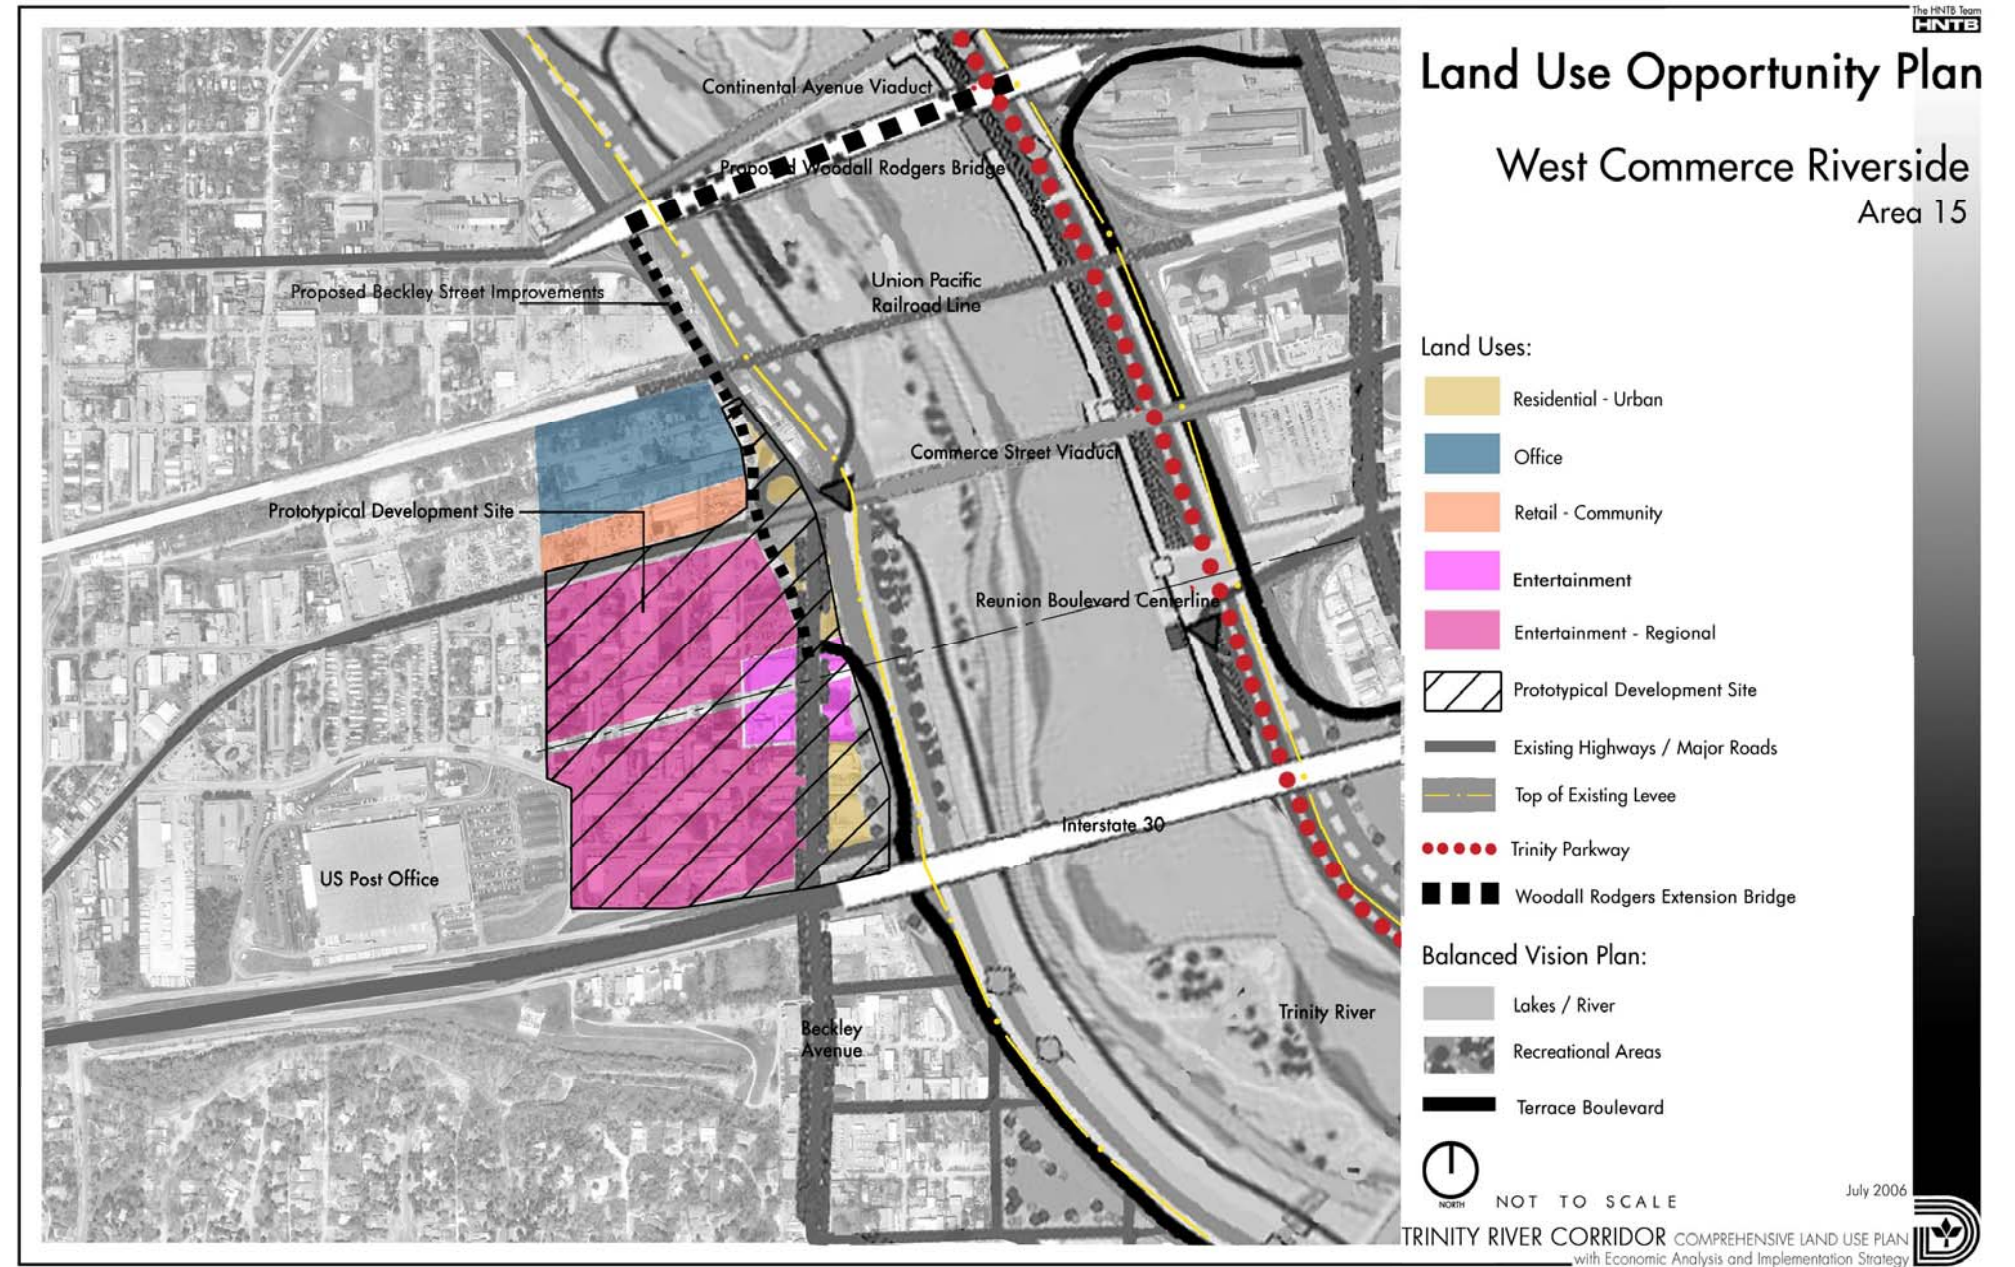 The HNTB Team
HNTB
Land Use Opportunity Plan
West Commerce Riverside
Area 15
Continental Avenue Viaduct
Proposed Woodall Rodgers Bridge
Union Pacific
Railroad Line
Proposed Beckley Street Improvements
Commerce Street Viaduct
Prototypical Development Site
Reunion Boulevard Centerline
Interstate 30
US Post Office
Trinity River
Beckley
Avenue
Land Uses:
Residential - Urban
Office
Retail - Community
Entertainment
Entertainment - Regional
Prototypical Development Site
Existing Highways / Major Roads
Top of Existing Levee
Trinity Parkway
Woodall Rodgers Extension Bridge
Balanced Vision Plan:
Lakes / River
Recreational Areas
Terrace Boulevard
NORTH
NOT TO SCALE
July 2006
TRINITY RIVER CORRIDOR COMPREHENSIVE LAND USE PLAN
with Economic Analysis and Implementation Strategy